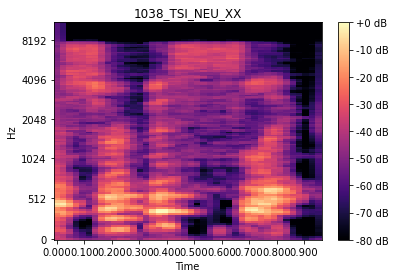 1038_TSI_NEU_XX
+0 dB
8192
-10 dB
4096
-20 dB
-30 dB
2048
-40 dB
Hz
1024
-50 dB
-60 dB
512
-70 dB
0
-80 dB
0.0000.1000.2000.3000.4000.5000.6000.7000.8000.900
Time